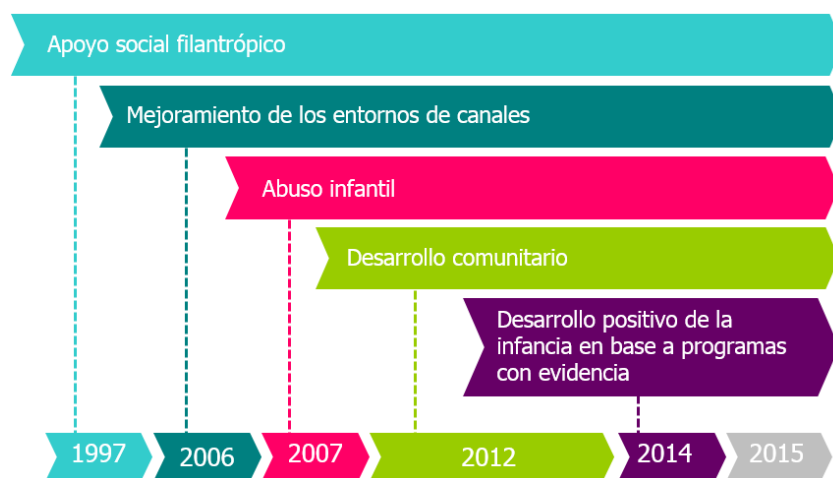 Apoyo social filantrópico
Mejoramiento de los entornos de canales
Abuso infantil
Desarrollo comunitario
Desarrollo positivo de la
infancia en base a programas
con evidencia
1997
2006
2007
2012
2014
2015